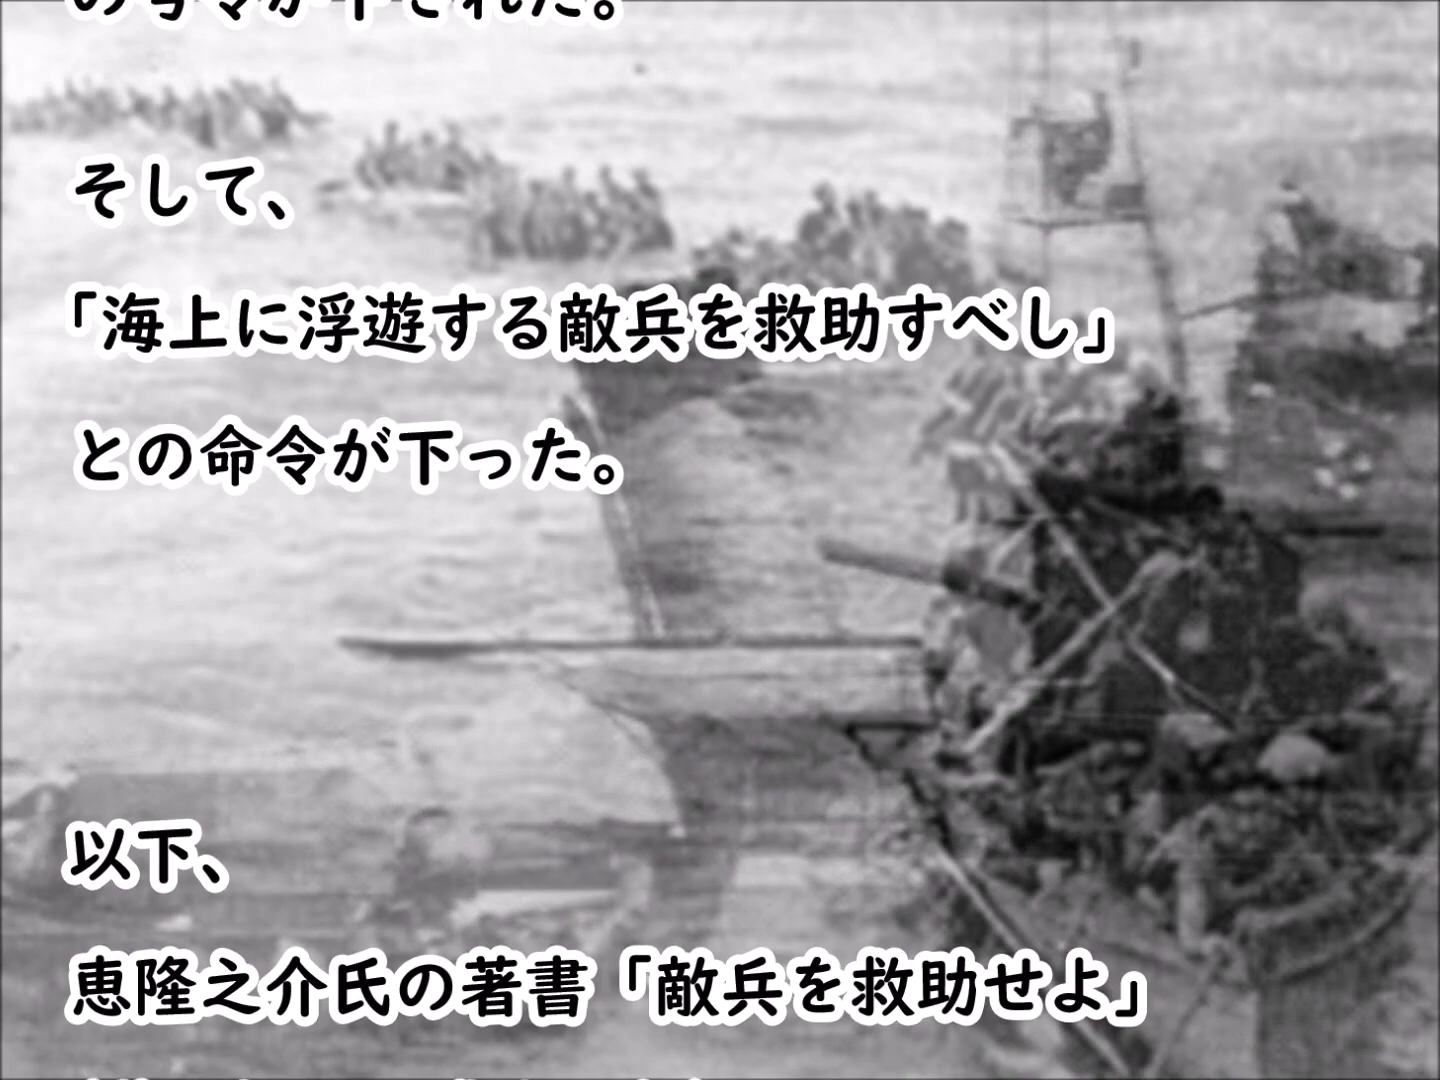 そして、
「海上に浮遊する敵兵を救助すべし」
との命令が下った。
以下、
恵隆之介氏の著書「敵兵を救助せよ」